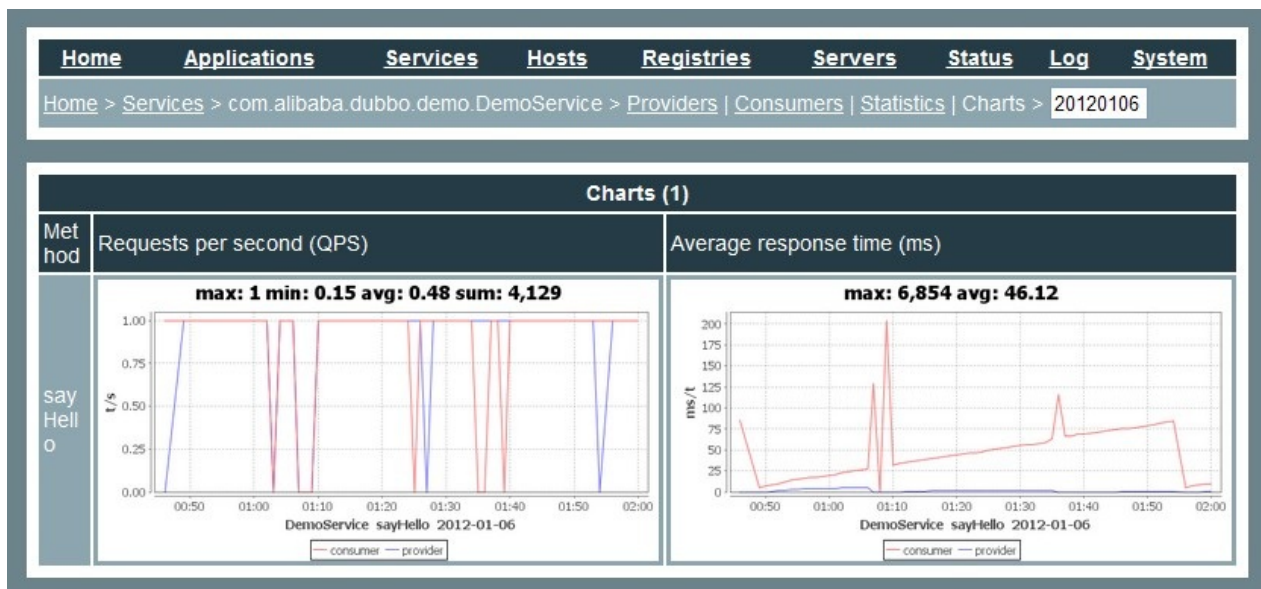 Home Applications Services Hosts Registries Servers Status Log System
Home > Services > com.alibaba.dubbo.demo.DemoService > Providers | Consumers | Statistics | Charts > 20120106
Charts (1)
Met
hod
Requests per second (QPS)
Average response time (ms)
say
Hell
o
max: 1 min: 0.15 avg: 0.48 sum: 4,129
1.00
0.75
0.50
0.25
0.00
t/s
00:50 01:00 01:10 01:20 01:30 01:40 01:50 02:00
DemoService sayHello 2012-01-06
consumer provider
max: 6,854 avg: 46.12
200
175
150
125
100
75
50
25
0
ms/t
00:50 01:00 01:10 01:20 01:30 01:40 01:50 02:00
DemoService sayHello 2012-01-06
consumer provider